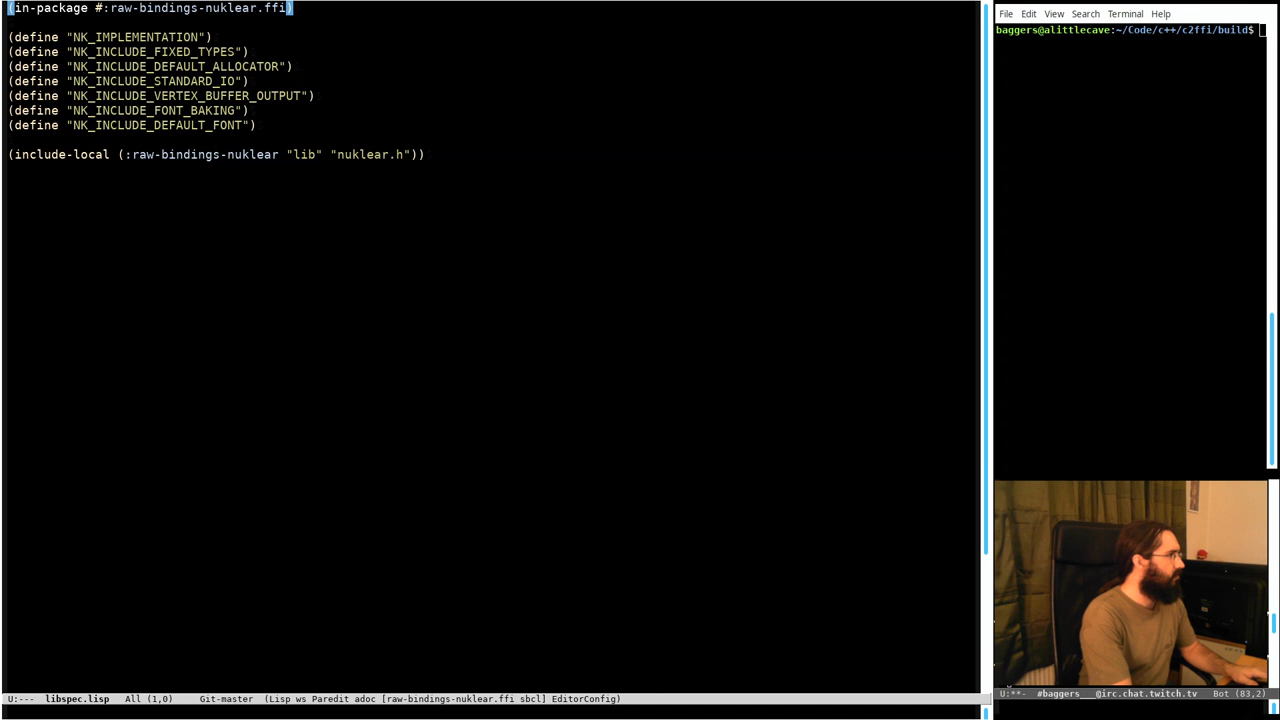 (in-package #:raw-bindings-nuklear.ffi)
(define "NK_IMPLEMENTATION")
(define "NK_INCLUDE_FIXED_TYPES")
(define "NK_INCLUDE_DEFAULT_ALLOCATOR")
(define "NK_INCLUDE_STANDARD_IO")
(define "NK_INCLUDE_VERTEX_BUFFER_OUTPUT")
(define "NK_INCLUDE_FONT_BAKING")
(define "NK_INCLUDE_DEFAULT_FONT")
(include-local (:raw-bindings-nuklear "lib" "nuklear.h"))
U:--- libspec.lisp All (1,0) Git-master (Lisp ws Paredit adoc [raw-bindings-nuklear.ffi sbcl] EditorConfig)
File Edit View Search Terminal Help
baggers@alittlecave:~/Code/c++/c2ffi/build$
U:**- #baggers___@irc.chat.twitch.tv Bot (83,2)